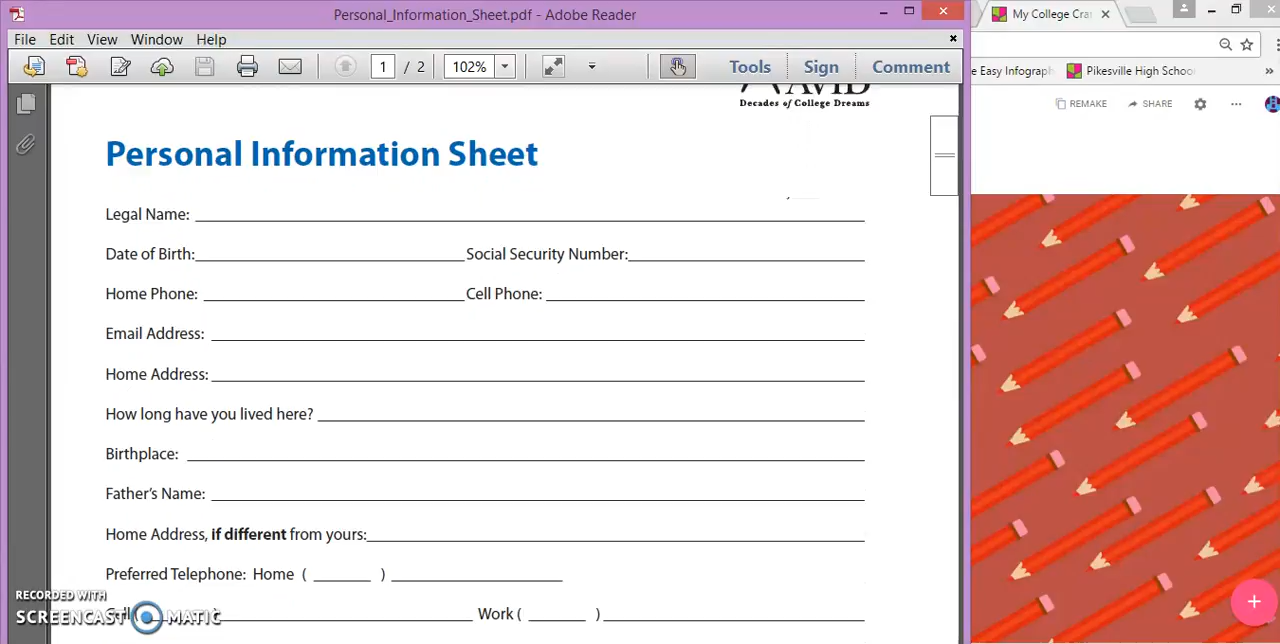 Personal_Information_Sheet.pdf - Adobe Reader
My College Cra
File Edit View Window Help
1 / 2 102% Tools Sign Comment
e Easy Infograph Pikesville High Schoo
REMAKE SHARE
AVID
Decades of College Dreams
Personal Information Sheet
Legal Name:
Date of Birth: Social Security Number:
Home Phone: Cell Phone:
Email Address:
Home Address:
How long have you lived here?
Birthplace:
Father's Name:
Home Address, if different from yours:
Preferred Telephone: Home ( )
Cell ( Work ( )
RECORDED WITH
SCREENCAST MATIC